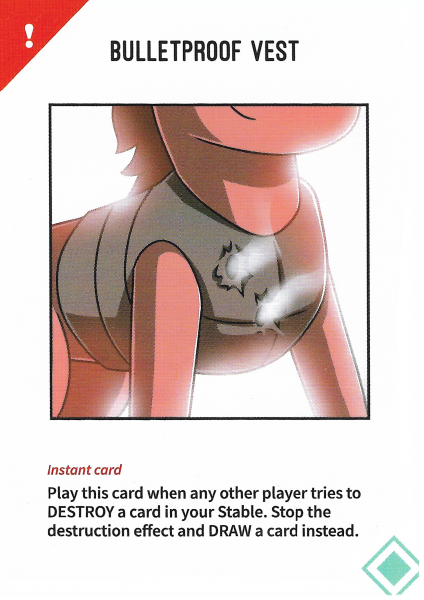 !
BULLETPROOF VEST
Instant card
Play this card when any other player tries to
DESTROY a card in your Stable. Stop the
destruction effect and DRAW a card instead.